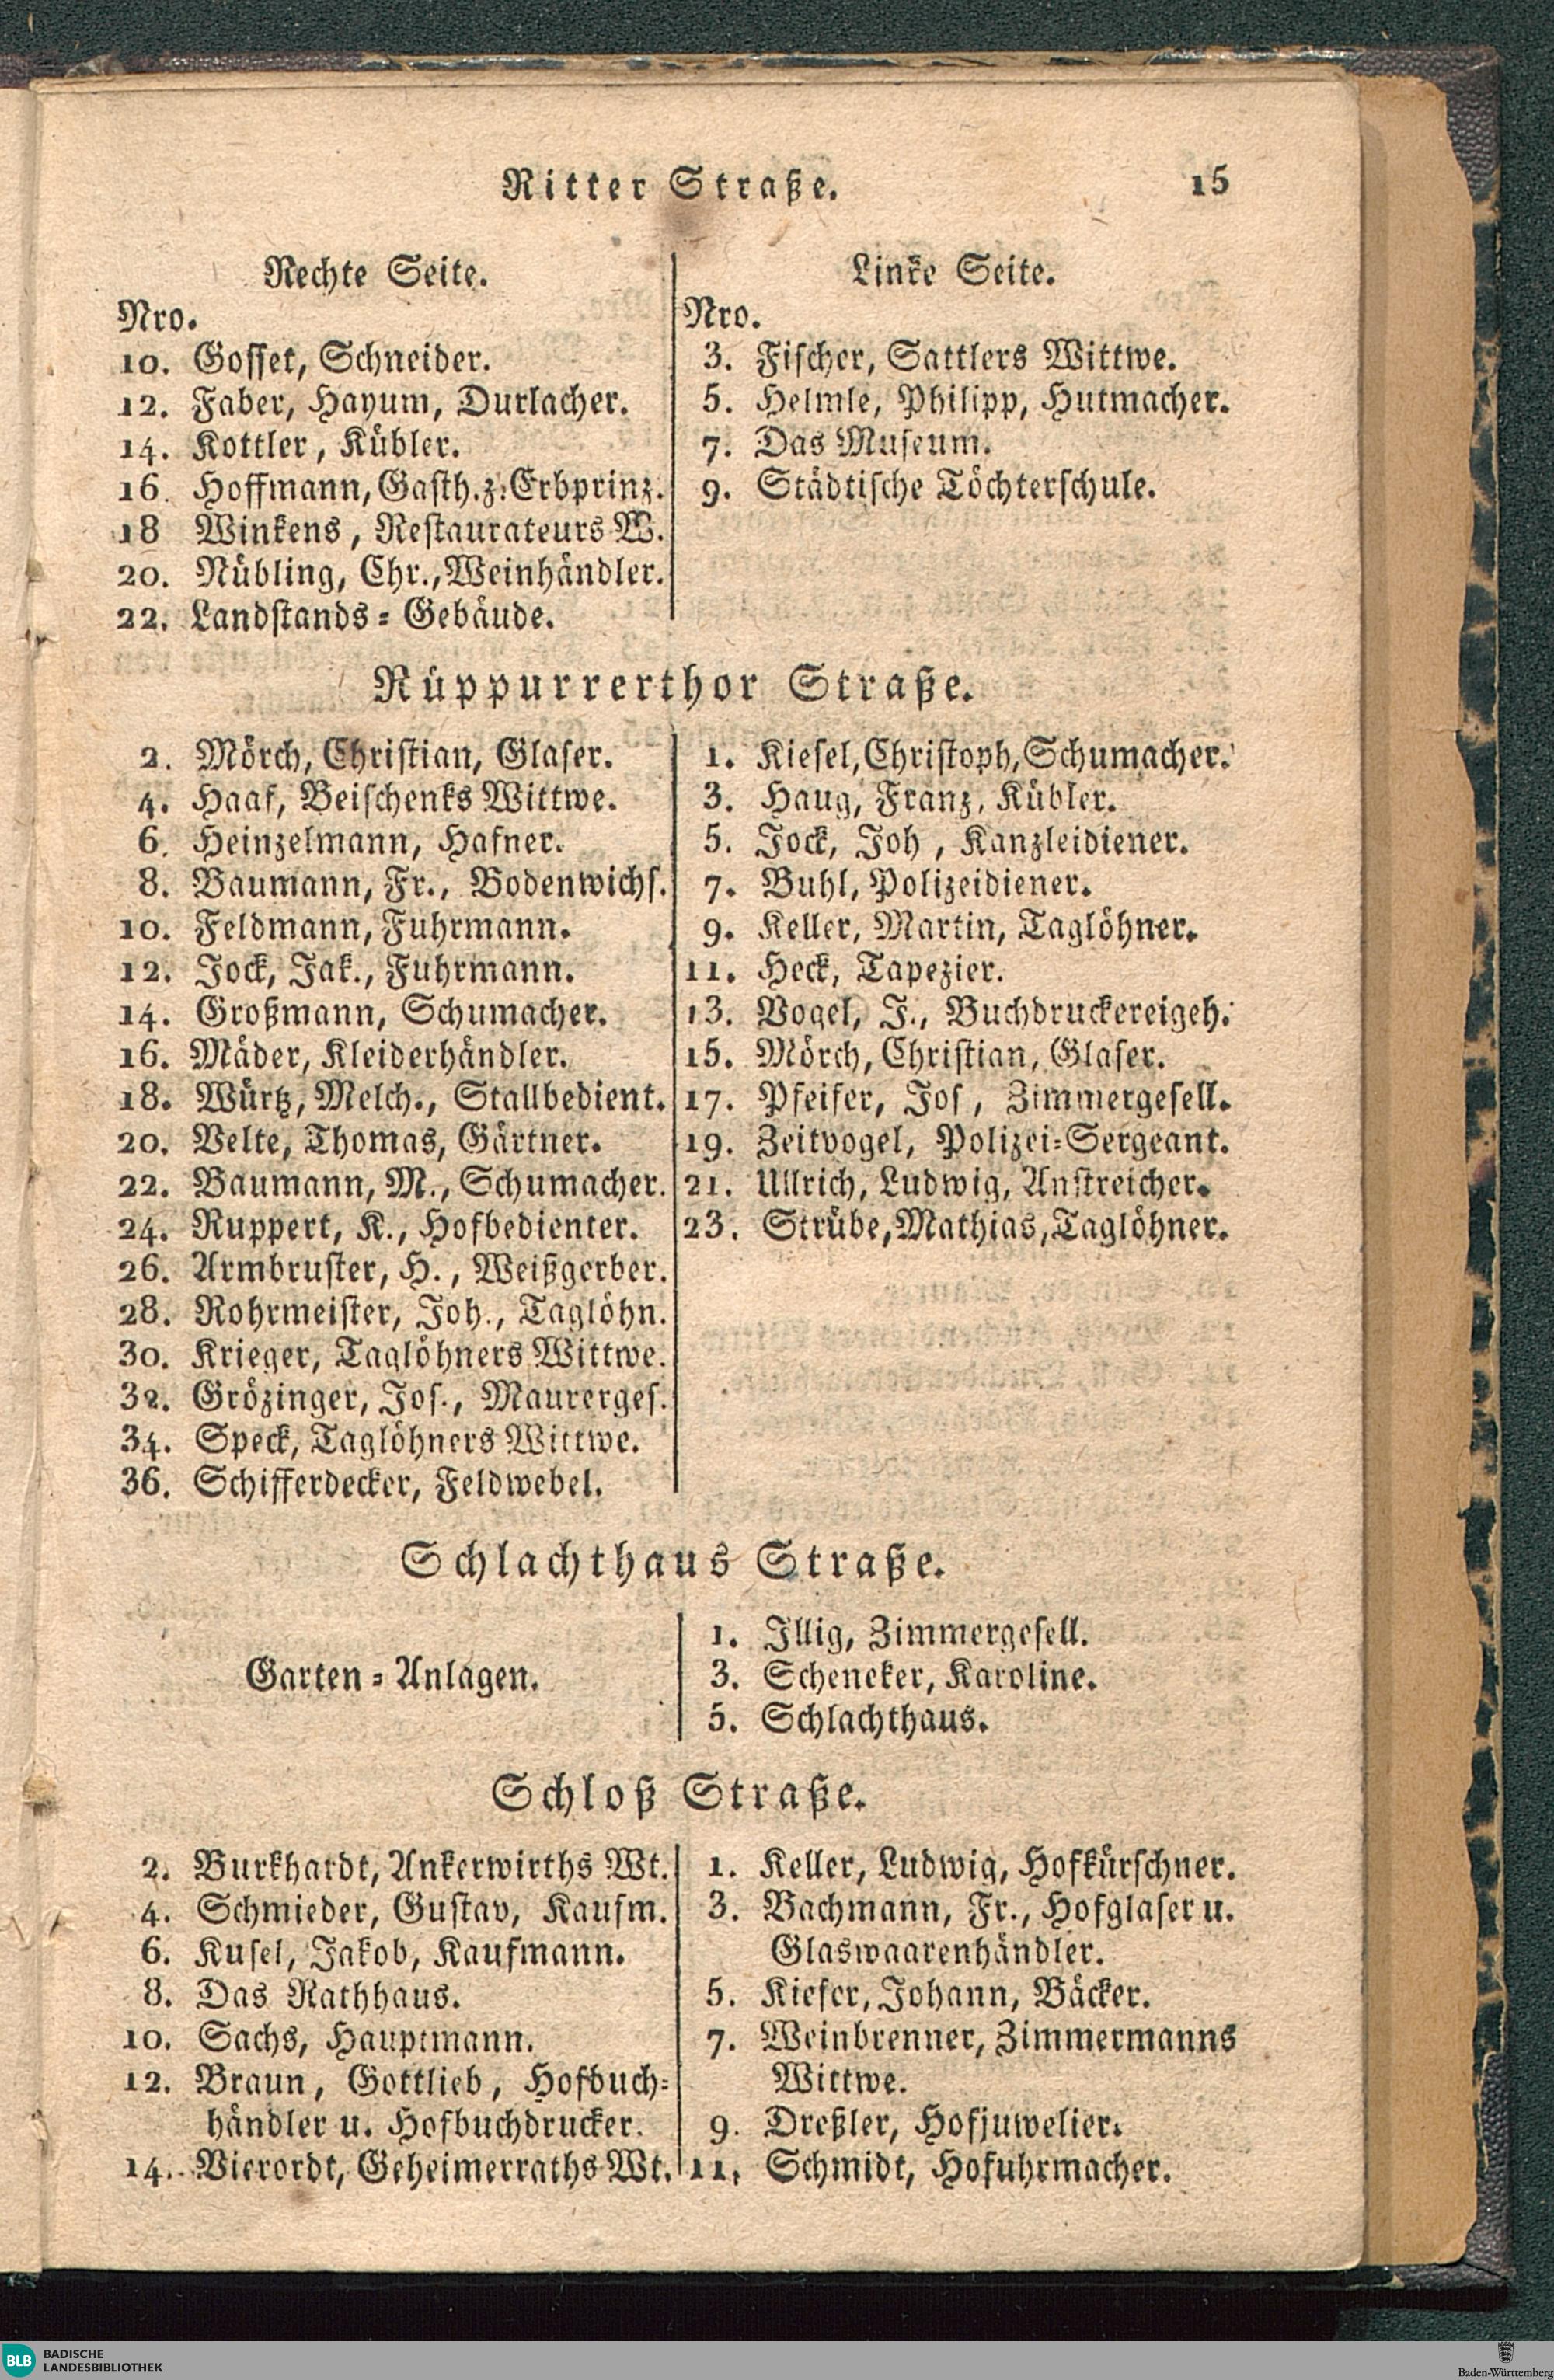 Ritter Straße.
15
Rechte Seite.
Nro.
10. Gosset, Schneider.
12. Faber, Hayum, Durlacher.
14. Kottler, Kübler.
16. Hoffmann, Gasth. z. Erbprinz.
18 Winkens, Restaurateurs W.
20. Nübling, Chr., Weinhändler.
22. Landstands-Gebäude.
Linke Seite.
Nro.
3. Fischer, Sattlers Wittwe.
5. Helmle, Philipp, Hutmacher.
7. Das Museum.
9. Städtische Töchterschule.
Rüppurrerthor Straße.
2. Mörch, Christian, Glaser.
4. Haaf, Beischenks Wittwe.
6. Heinzelmann, Hafner.
8. Baumann, Fr., Bodenwichs.
10. Feldmann, Fuhrmann.
12. Jock, Jak., Fuhrmann.
14. Großmann, Schumacher.
16. Mäder, Kleiderhändler.
18. Würtz, Melch., Stallbedient.
20. Velte, Thomas, Gärtner.
22. Baumann, M., Schumacher.
24. Ruppert, K., Hofbedienter.
26. Armbruster, H., Weißgerber.
28. Rohrmeister, Joh., Taglöhn.
30. Krieger, Taglöhners Wittwe.
32. Grözinger, Jos., Maurerges.
34. Speck, Taglöhners Wittwe.
36. Schifferdecker, Feldwebel.
1. Kiesel, Christoph, Schumacher.
3. Haug, Franz, Kübler.
5. Jock, Joh, Kanzleidiener.
7. Buhl, Polizeidiener.
9. Keller, Martin, Taglöhner.
11. Heck, Tapezier.
13. Vogel, J., Buchdruckereigeh.
15. Mörch, Christian, Glaser.
17. Pfeifer, Jos, Zimmergesell.
19. Zeitvogel, Polizei-Sergeant.
21. Ullrich, Ludwig, Anstreicher.
23. Strübe, Mathias, Taglöhner.
Schlachthaus Straße.
Garten-Anlagen.
1. Illig, Zimmergesell.
3. Scheneker, Karoline.
5. Schlachthaus.
Schloß Straße.
2. Burkhardt, Ankerwirths Wt.
4. Schmieder, Gustav, Kaufm.
6. Kusel, Jakob, Kaufmann.
8. Das Rathhaus.
10. Sachs, Hauptmann.
12. Braun, Gottlieb, Hofbuch-
händler u. Hofbuchdrucker.
14. Vierordt, Geheimerraths Wt.
1. Keller, Ludwig, Hofkürschner.
3. Bachmann, Fr., Hofglaser u.
Glaswaarenhändler.
5. Kiefer, Johann, Bäcker.
7. Weinbrenner, Zimmermanns
Wittwe.
9. Dreßler, Hofjuwelier.
11. Schmidt, Hofuhrmacher.
BLB BADISCHE
LANDESBIBLIOTHEK
Baden-Württemberg